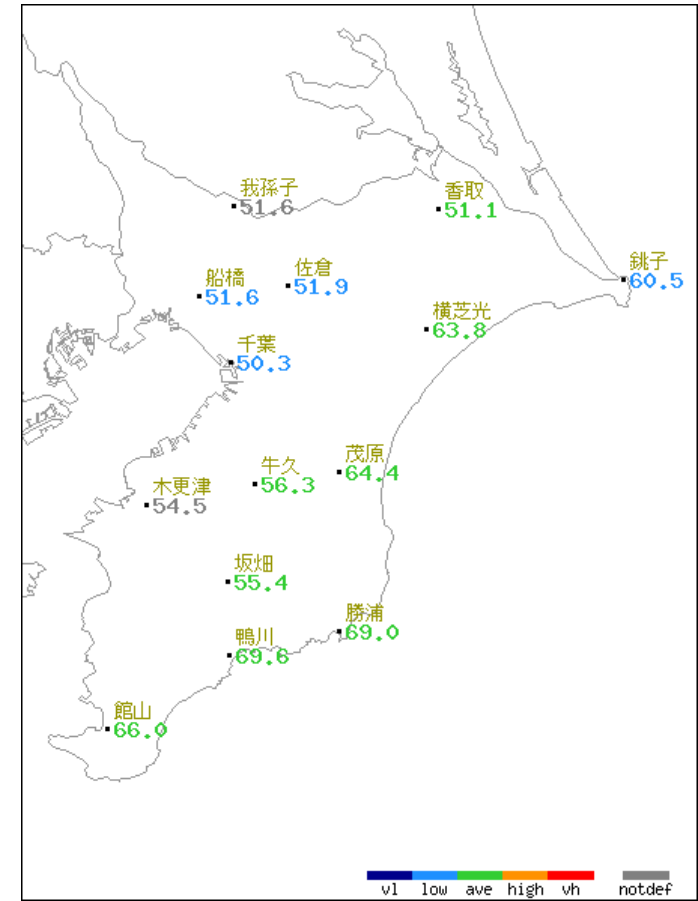 我孫子
51.6
香取
51.1
銚子
60.5
船橋
51.6
佐倉
51.9
横芝光
63.8
千葉
50.3
牛久
56.3
茂原
64.4
木更津
54.5
坂畑
55.4
勝浦
69.0
鴨川
69.6
館山
66.0
vl low ave high vh notdef